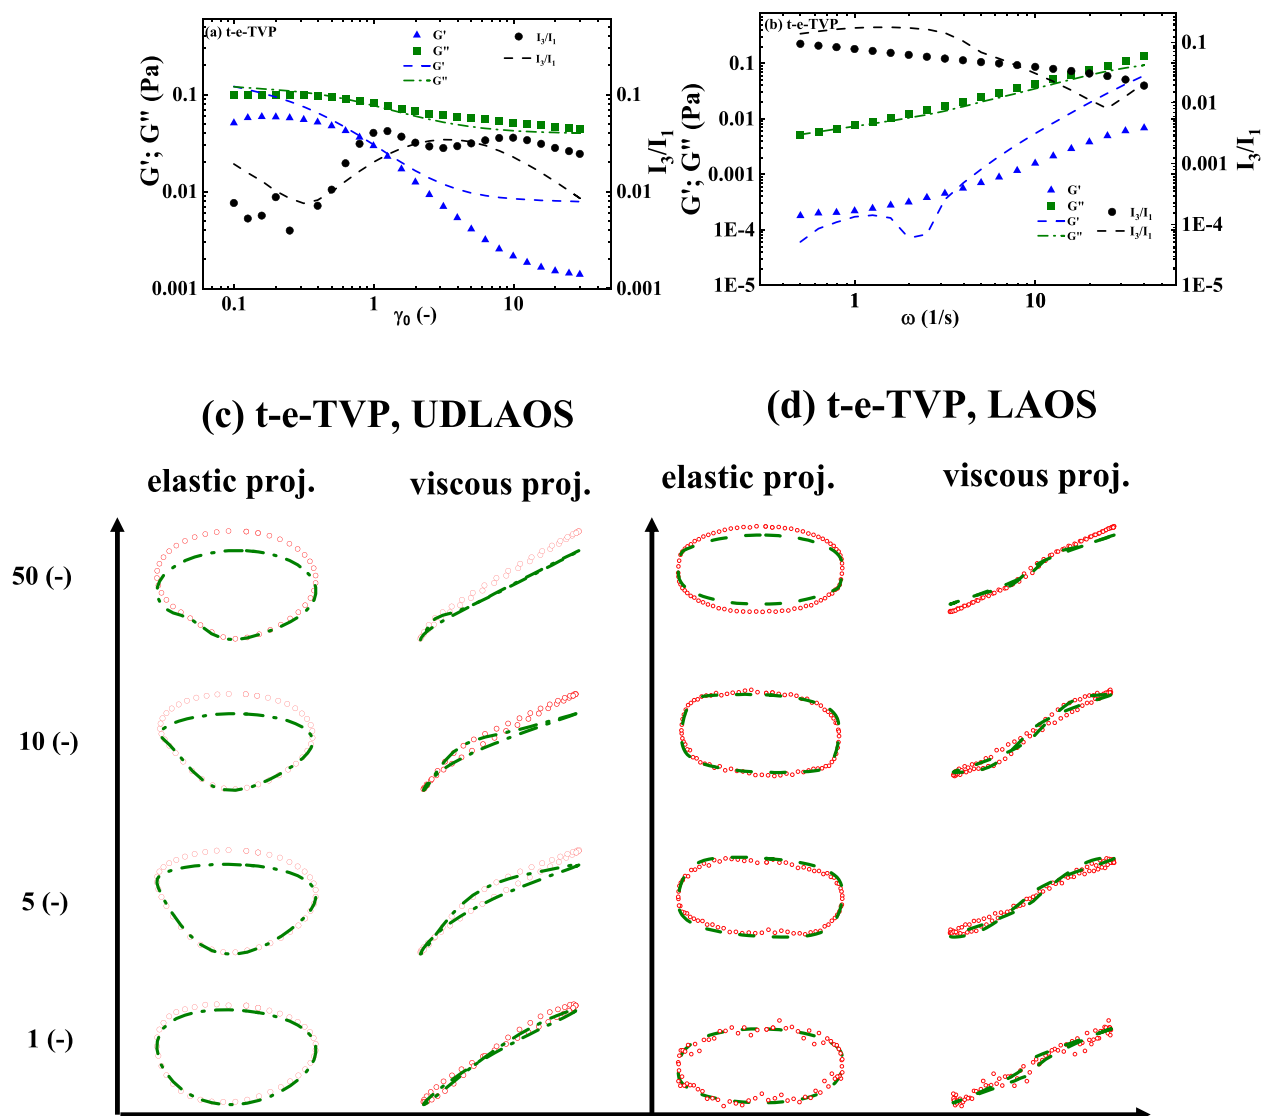 (a) t-e-TVP
G'
G"
G'
G"
I3/I1
I3/I1
G'; G" (Pa)
0.1
0.01
0.001
0.1
0.01
0.001
I3/I1
0.1
1
10
γ0 (-)
(b) t-e-TVP
G'; G" (Pa)
0.1
0.01
0.001
1E-4
1E-5
0.1
0.01
0.001
1E-4
1E-5
I3/I1
G'
G"
G'
G"
I3/I1
I3/I1
1
10
ω (1/s)
(c) t-e-TVP, UDLAOS
(d) t-e-TVP, LAOS
elastic proj.
viscous proj.
elastic proj.
viscous proj.
50 (-)
10 (-)
5 (-)
1 (-)